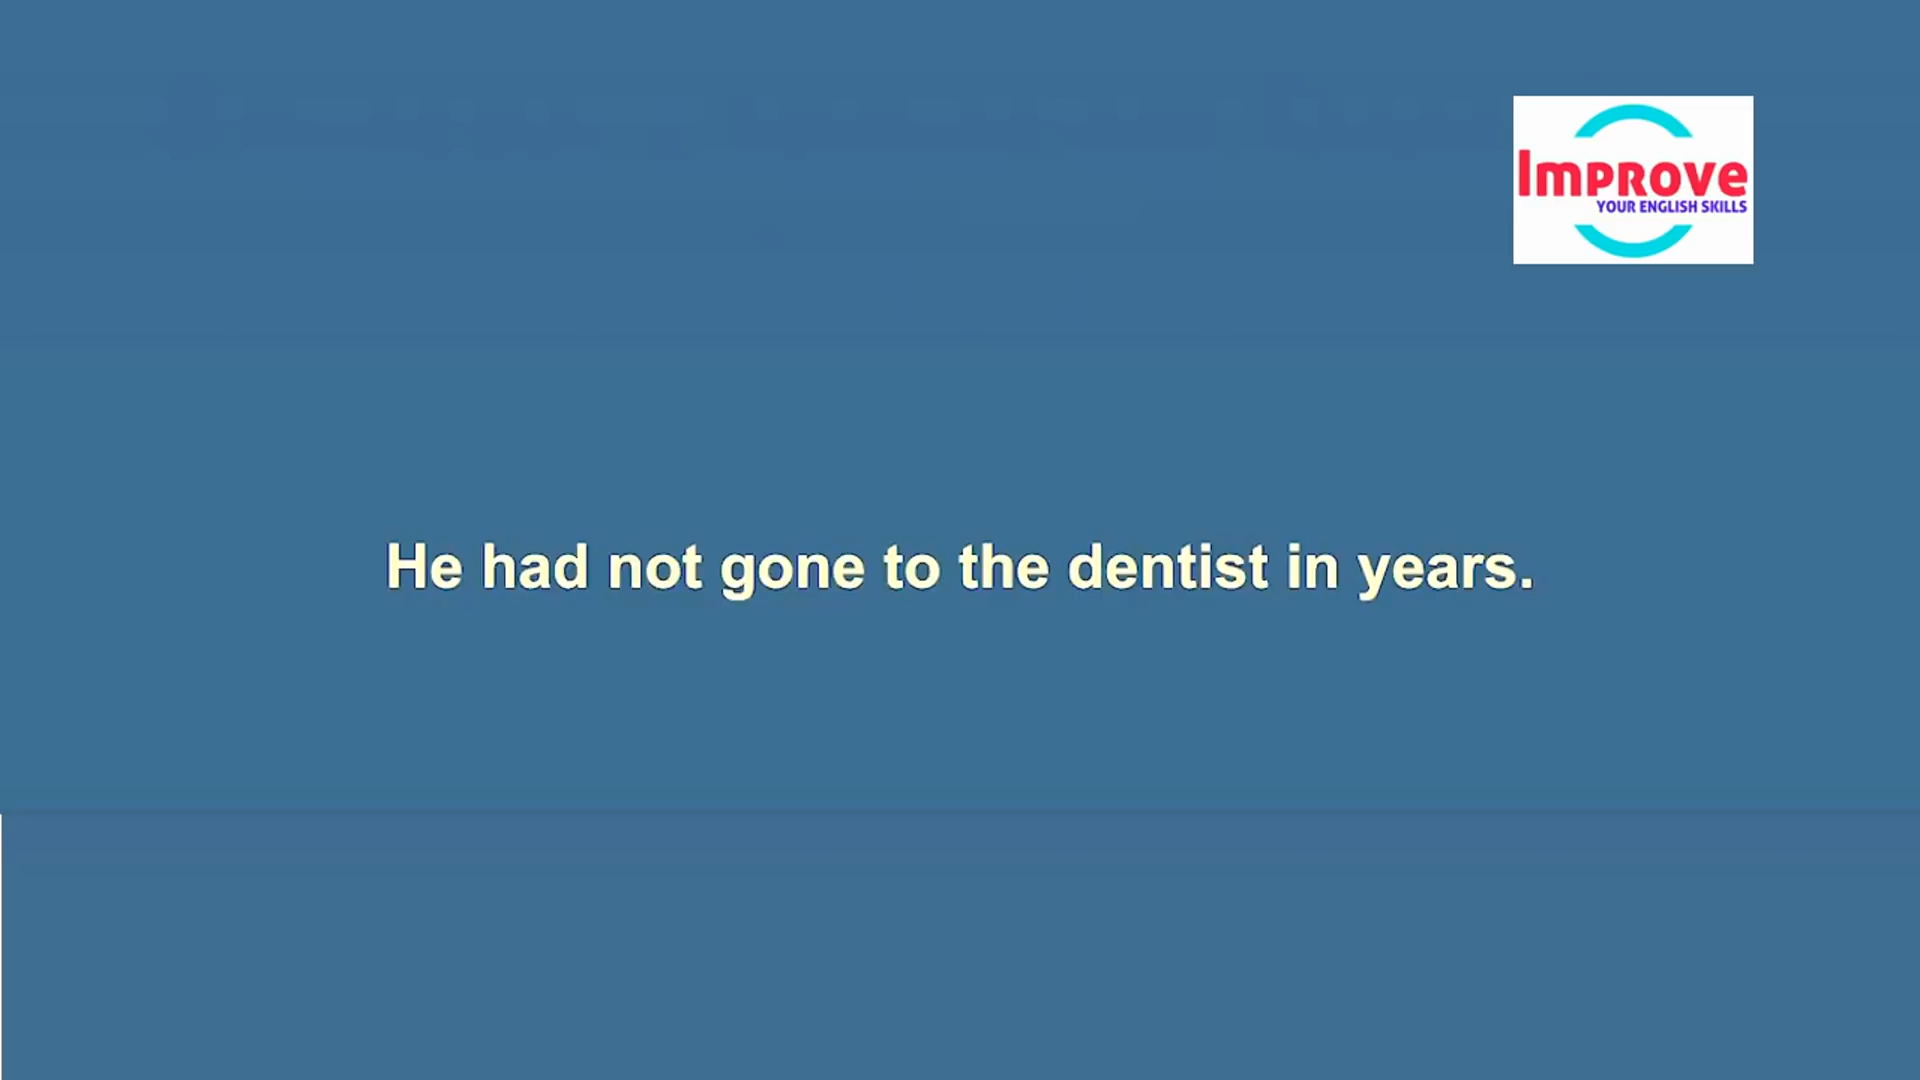 Improve
YOUR ENGLISH SKILLS
He had not gone to the dentist in years.